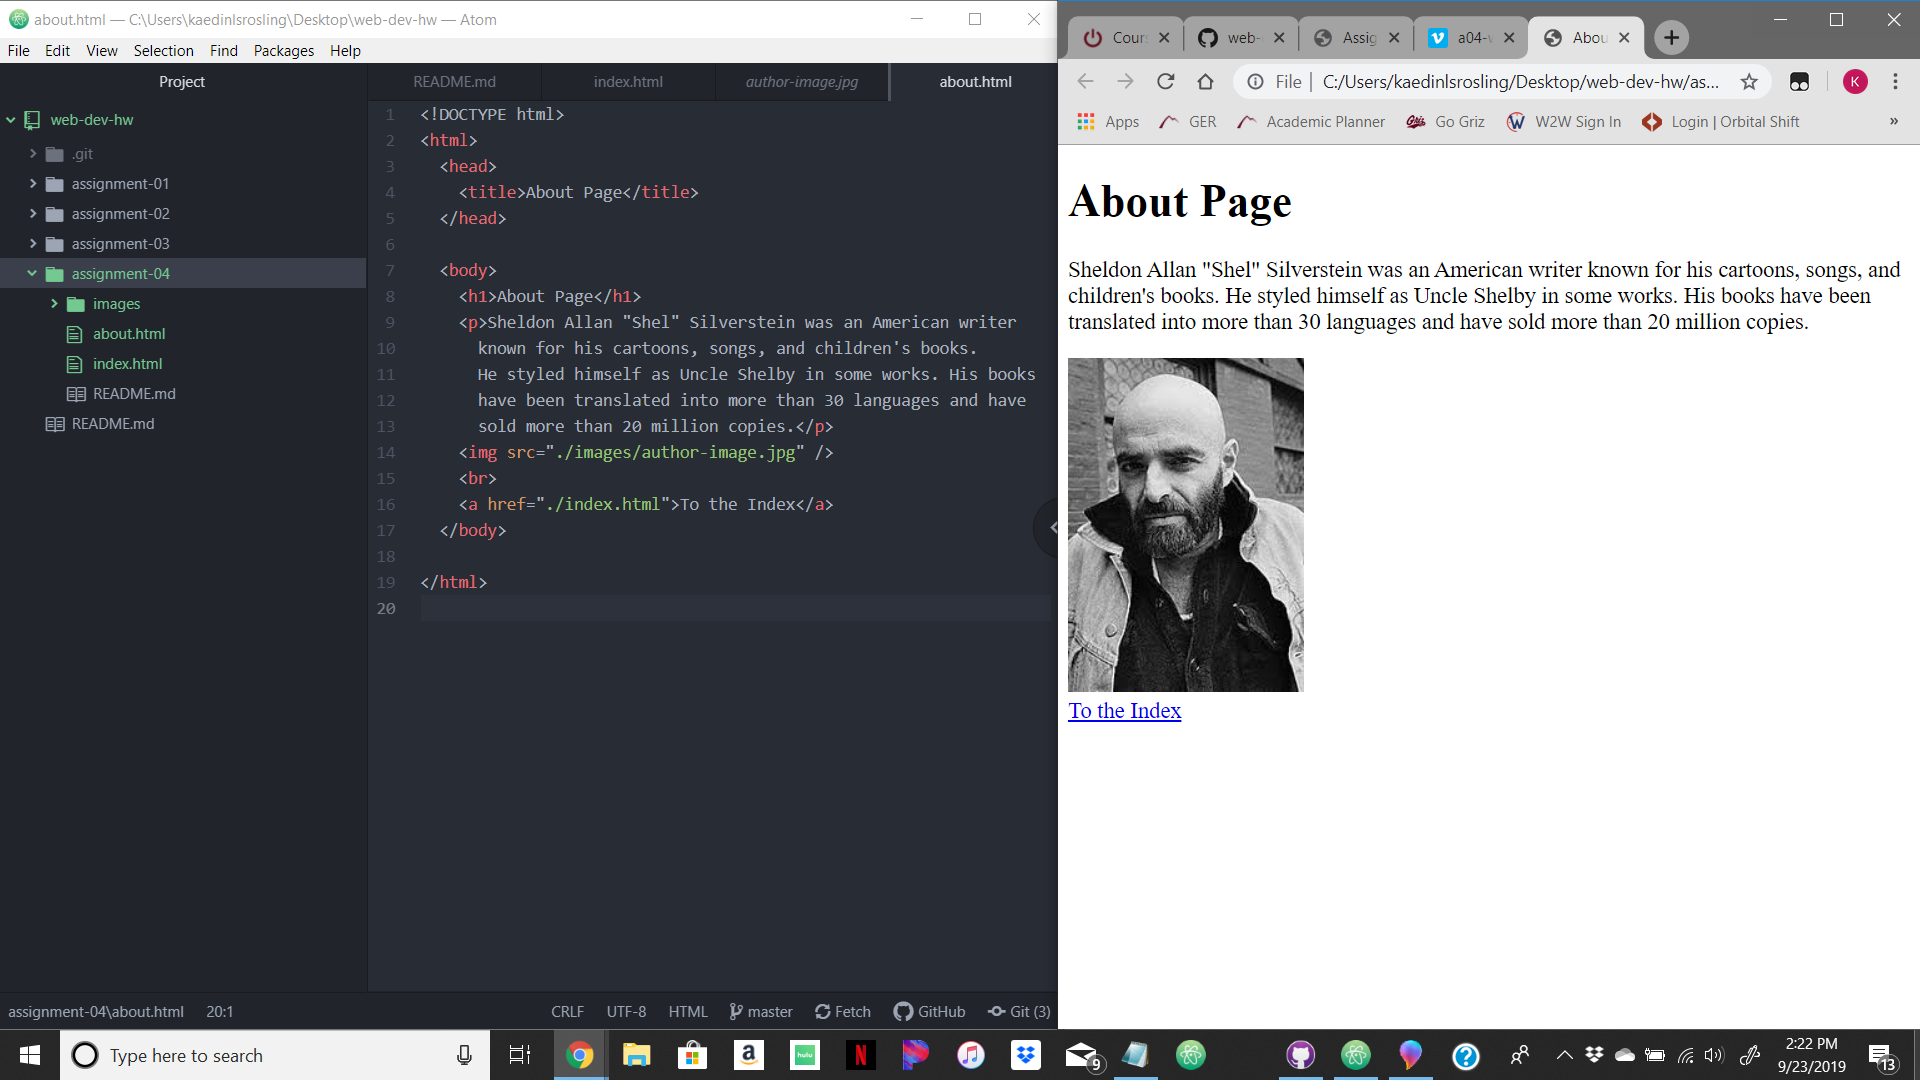 about.html — C:\Users\kaedinlsrosling\Desktop\web-dev-hw — Atom
File Edit View Selection Find Packages Help
Project
web-dev-hw
.git
assignment-01
assignment-02
assignment-03
assignment-04
images
about.html
index.html
README.md
README.md
README.md index.html author-image.jpg about.html
1 <!DOCTYPE html>
2 <html>
3 <head>
4 <title>About Page</title>
5 </head>
6
7 <body>
8 <h1>About Page</h1>
9 <p>Sheldon Allan "Shel" Silverstein was an American writer
10 known for his cartoons, songs, and children's books.
11 He styled himself as Uncle Shelby in some works. His books
12 have been translated into more than 30 languages and have
13 sold more than 20 million copies.</p>
14 <img src="./images/author-image.jpg" />
15 <br>
16 <a href="./index.html">To the Index</a>
17 </body>
18
19 </html>
20
assignment-04\about.html 20:1 CRLF UTF-8 HTML master Fetch GitHub Git (3)
Cours web- Assig a04-w Abou
File | C:/Users/kaedinlsrosling/Desktop/web-dev-hw/as... K
Apps GER Academic Planner Go Griz W2W Sign In Login | Orbital Shift »
About Page
Sheldon Allan "Shel" Silverstein was an American writer known for his cartoons, songs, and
children's books. He styled himself as Uncle Shelby in some works. His books have been
translated into more than 30 languages and have sold more than 20 million copies.
To the Index
Type here to search
hulu
9
2:22 PM
9/23/2019
13